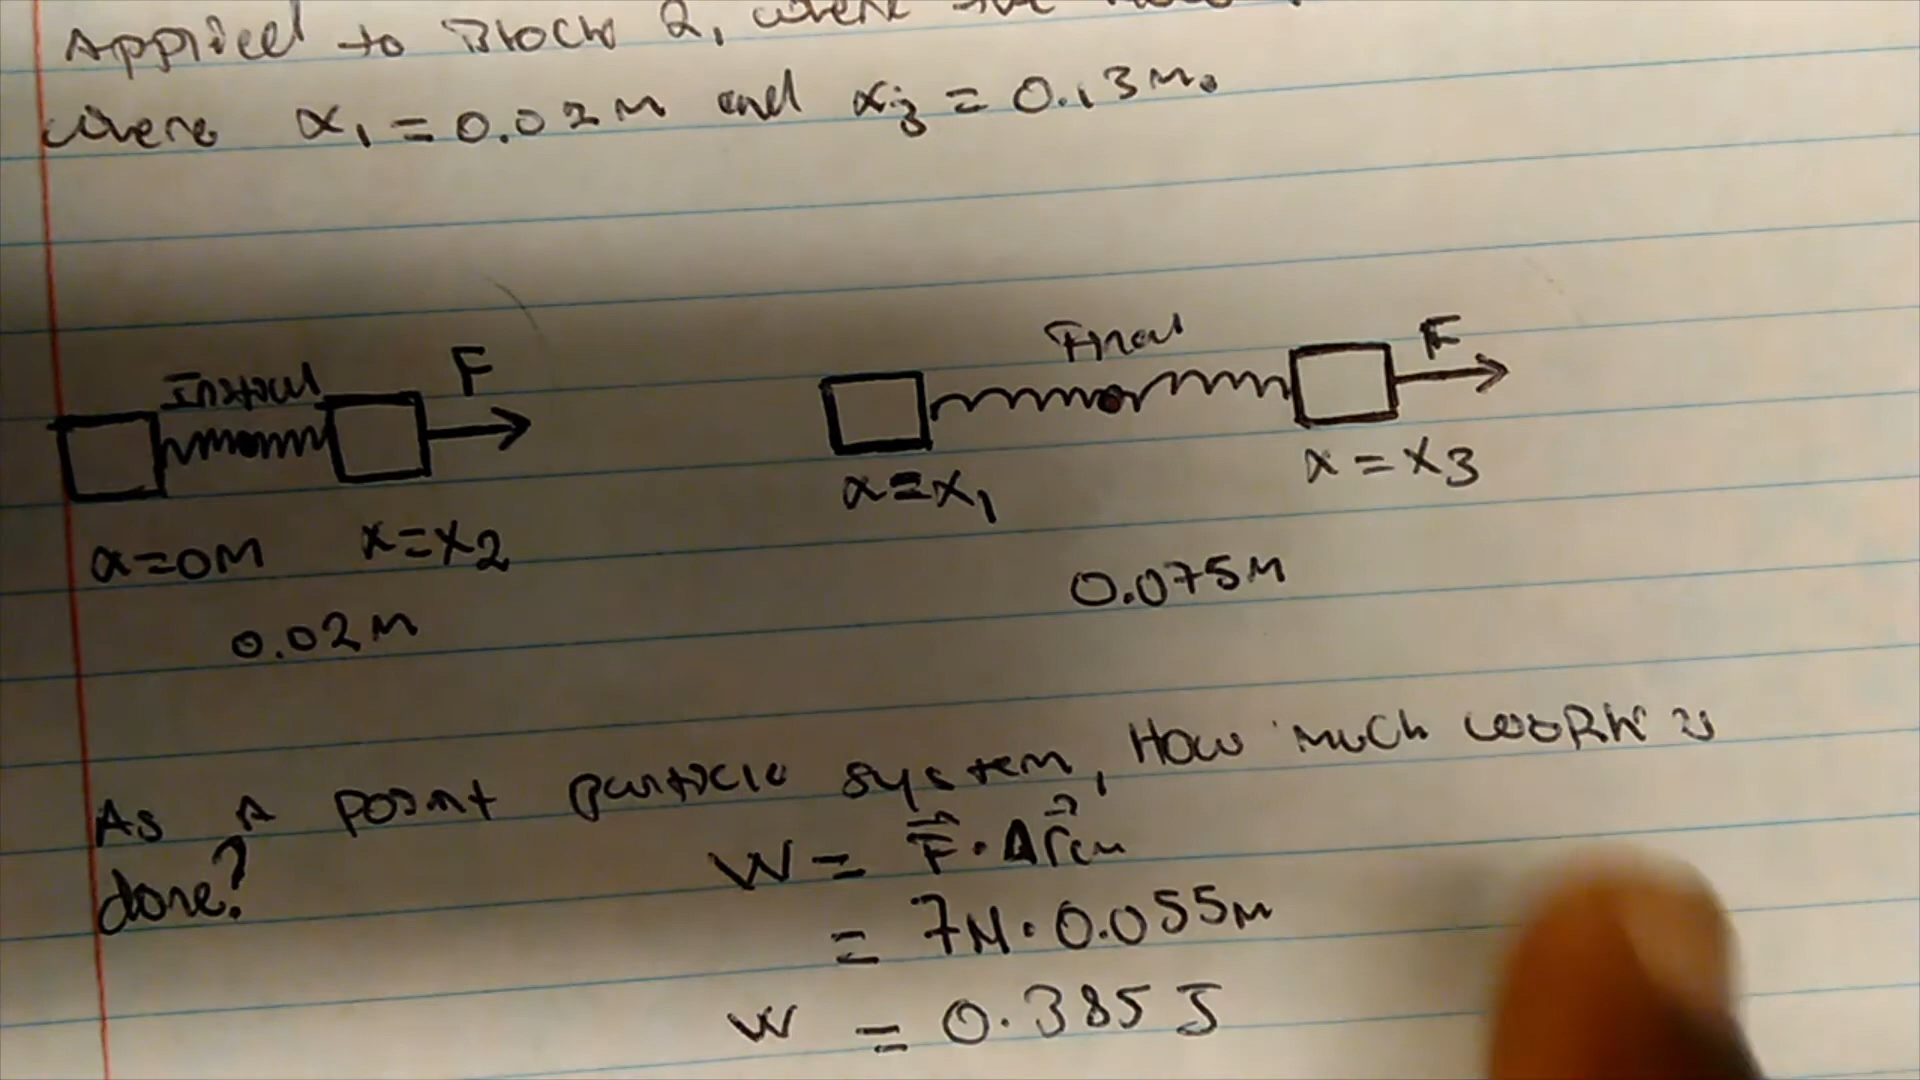 Applied to Block 2, where the
where x₁ = 0.02m and x₃ = 0.13m.
Initial F
Final F
x=0m x=x2
x=x₁ x=x3
0.02m
0.075m
As a point particle system, How much work is
done?
W = F⃗ · Δr⃗cm
= 7N · 0.055m
W = 0.385 J